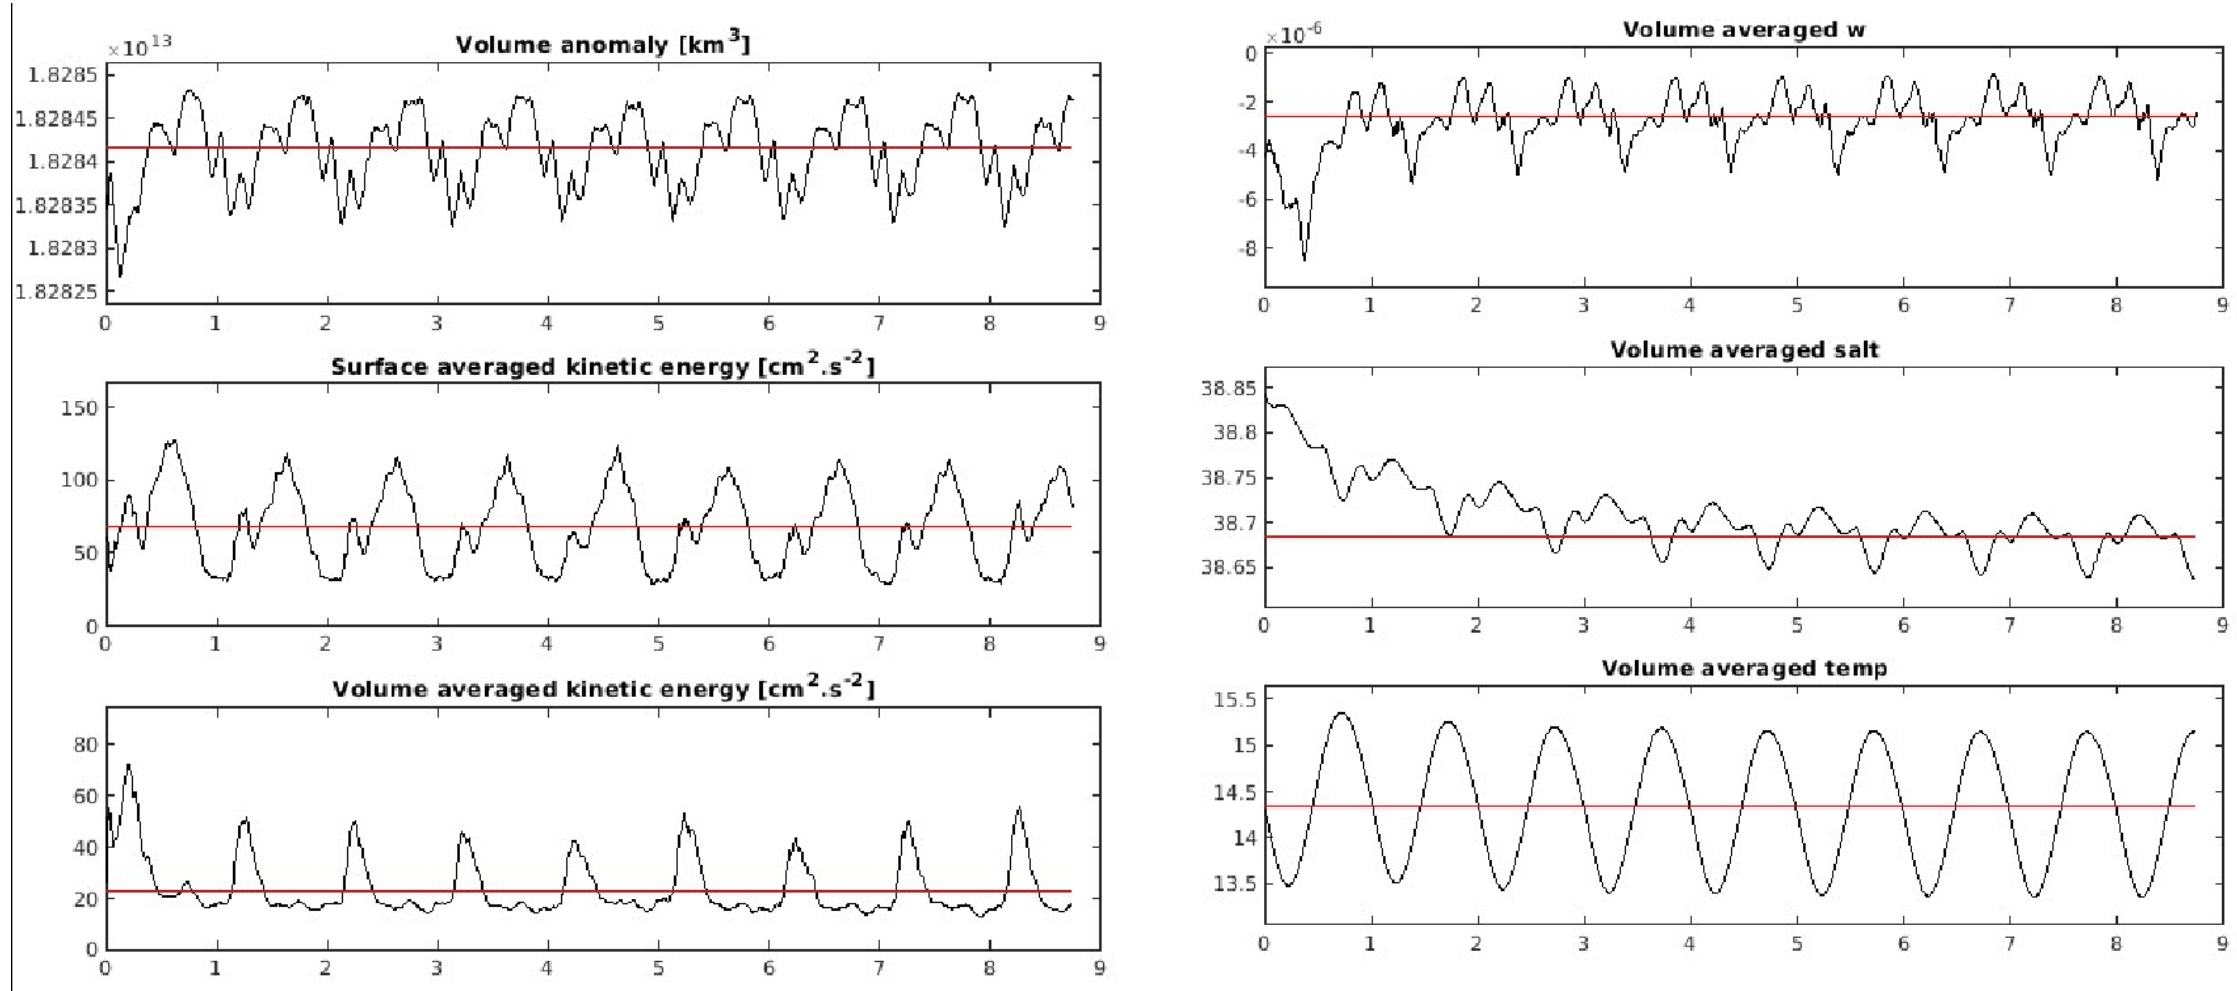 ×10^13
Volume anomaly [km^3]
1.8285
1.82845
1.8284
1.82835
1.8283
1.82825
0 1 2 3 4 5 6 7 8 9
Surface averaged kinetic energy [cm^2.s^-2]
150
100
50
0
0 1 2 3 4 5 6 7 8 9
Volume averaged kinetic energy [cm^2.s^-2]
80
60
40
20
0
0 1 2 3 4 5 6 7 8 9
×10^-6
Volume averaged w
0
-2
-4
-6
-8
0 1 2 3 4 5 6 7 8 9
Volume averaged salt
38.85
38.8
38.75
38.7
38.65
0 1 2 3 4 5 6 7 8 9
Volume averaged temp
15.5
15
14.5
14
13.5
0 1 2 3 4 5 6 7 8 9